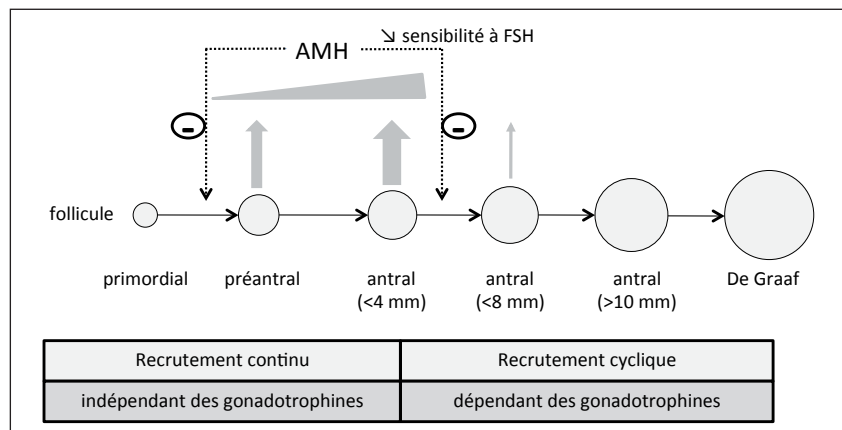 ↘ sensibilité à FSH
AMH
-
-
follicule
primordial préantral antral antral antral De Graaf
(<4 mm) (<8 mm) (>10 mm)
Recrutement continu Recrutement cyclique
indépendant des gonadotrophines dépendant des gonadotrophines